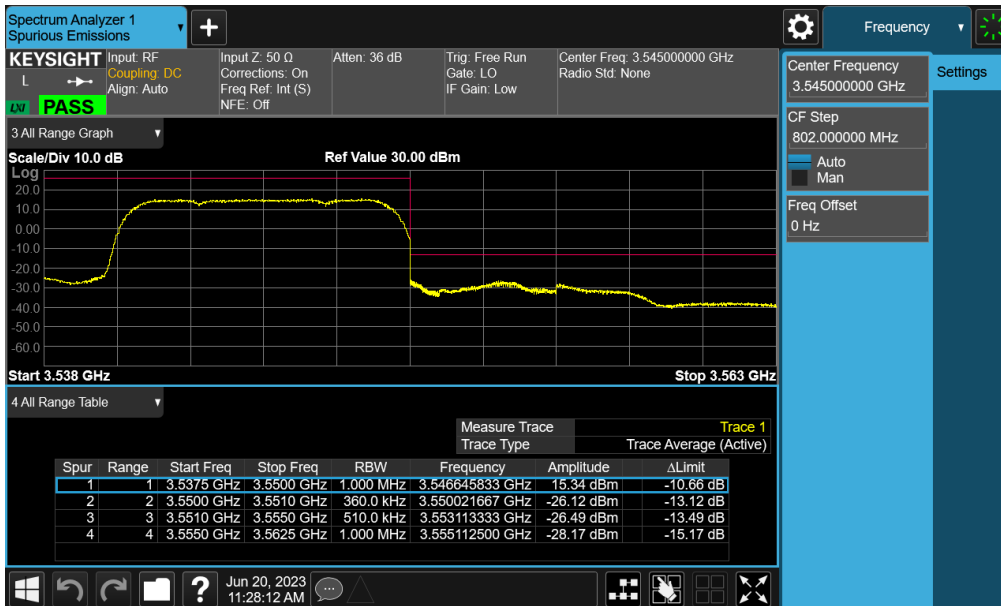 Spectrum Analyzer 1
Spurious Emissions
+
Frequency
KEYSIGHT
L
LXI PASS
Input: RF
Coupling: DC
Align: Auto
Input Z: 50 Ω
Corrections: On
Freq Ref: Int (S)
NFE: Off
Atten: 36 dB
Trig: Free Run
Gate: LO
IF Gain: Low
Center Freq: 3.545000000 GHz
Radio Std: None
Center Frequency
3.545000000 GHz
Settings
CF Step
802.000000 MHz
Auto
Man
Freq Offset
0 Hz
3 All Range Graph
Scale/Div 10.0 dB Ref Value 30.00 dBm
Log
20.0
10.0
0.00
-10.0
-20.0
-30.0
-40.0
-50.0
-60.0
Start 3.538 GHz Stop 3.563 GHz
4 All Range Table
Measure Trace Trace 1
Trace Type Trace Average (Active)
Spur Range Start Freq Stop Freq RBW Frequency Amplitude ΔLimit
1 1 3.5375 GHz 3.5500 GHz 1.000 MHz 3.546645833 GHz 15.34 dBm -10.66 dB
2 2 3.5500 GHz 3.5510 GHz 360.0 kHz 3.550021667 GHz -26.12 dBm -13.12 dB
3 3 3.5510 GHz 3.5550 GHz 510.0 kHz 3.553113333 GHz -26.49 dBm -13.49 dB
4 4 3.5550 GHz 3.5625 GHz 1.000 MHz 3.555112500 GHz -28.17 dBm -15.17 dB
?
Jun 20, 2023
11:28:12 AM